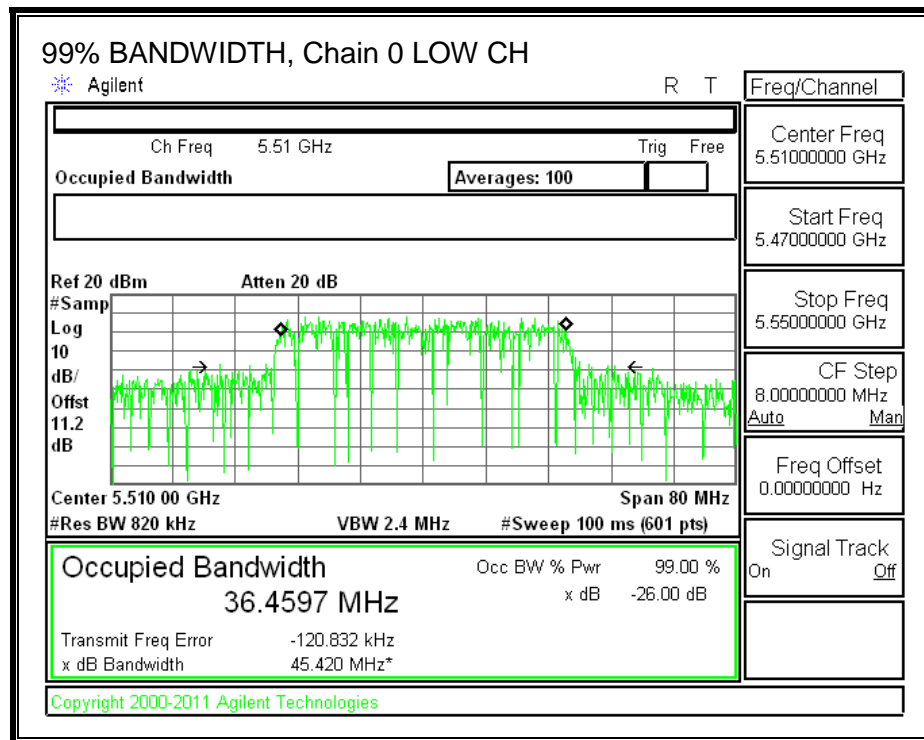 99% BANDWIDTH, Chain 0 LOW CH
Agilent R T
Freq/Channel
Ch Freq 5.51 GHz Trig Free
Occupied Bandwidth Averages: 100
Center Freq
5.51000000 GHz
Start Freq
5.47000000 GHz
Stop Freq
5.55000000 GHz
CF Step
8.00000000 MHz
Auto Man
Freq Offset
0.00000000 Hz
Signal Track
On Off
Ref 20 dBm Atten 20 dB
#Samp
Log
10
dB/
Offst
11.2
dB
Center 5.510 00 GHz Span 80 MHz
#Res BW 820 kHz VBW 2.4 MHz #Sweep 100 ms (601 pts)
Occupied Bandwidth Occ BW % Pwr 99.00 %
36.4597 MHz x dB -26.00 dB
Transmit Freq Error -120.832 kHz
x dB Bandwidth 45.420 MHz*
Copyright 2000-2011 Agilent Technologies